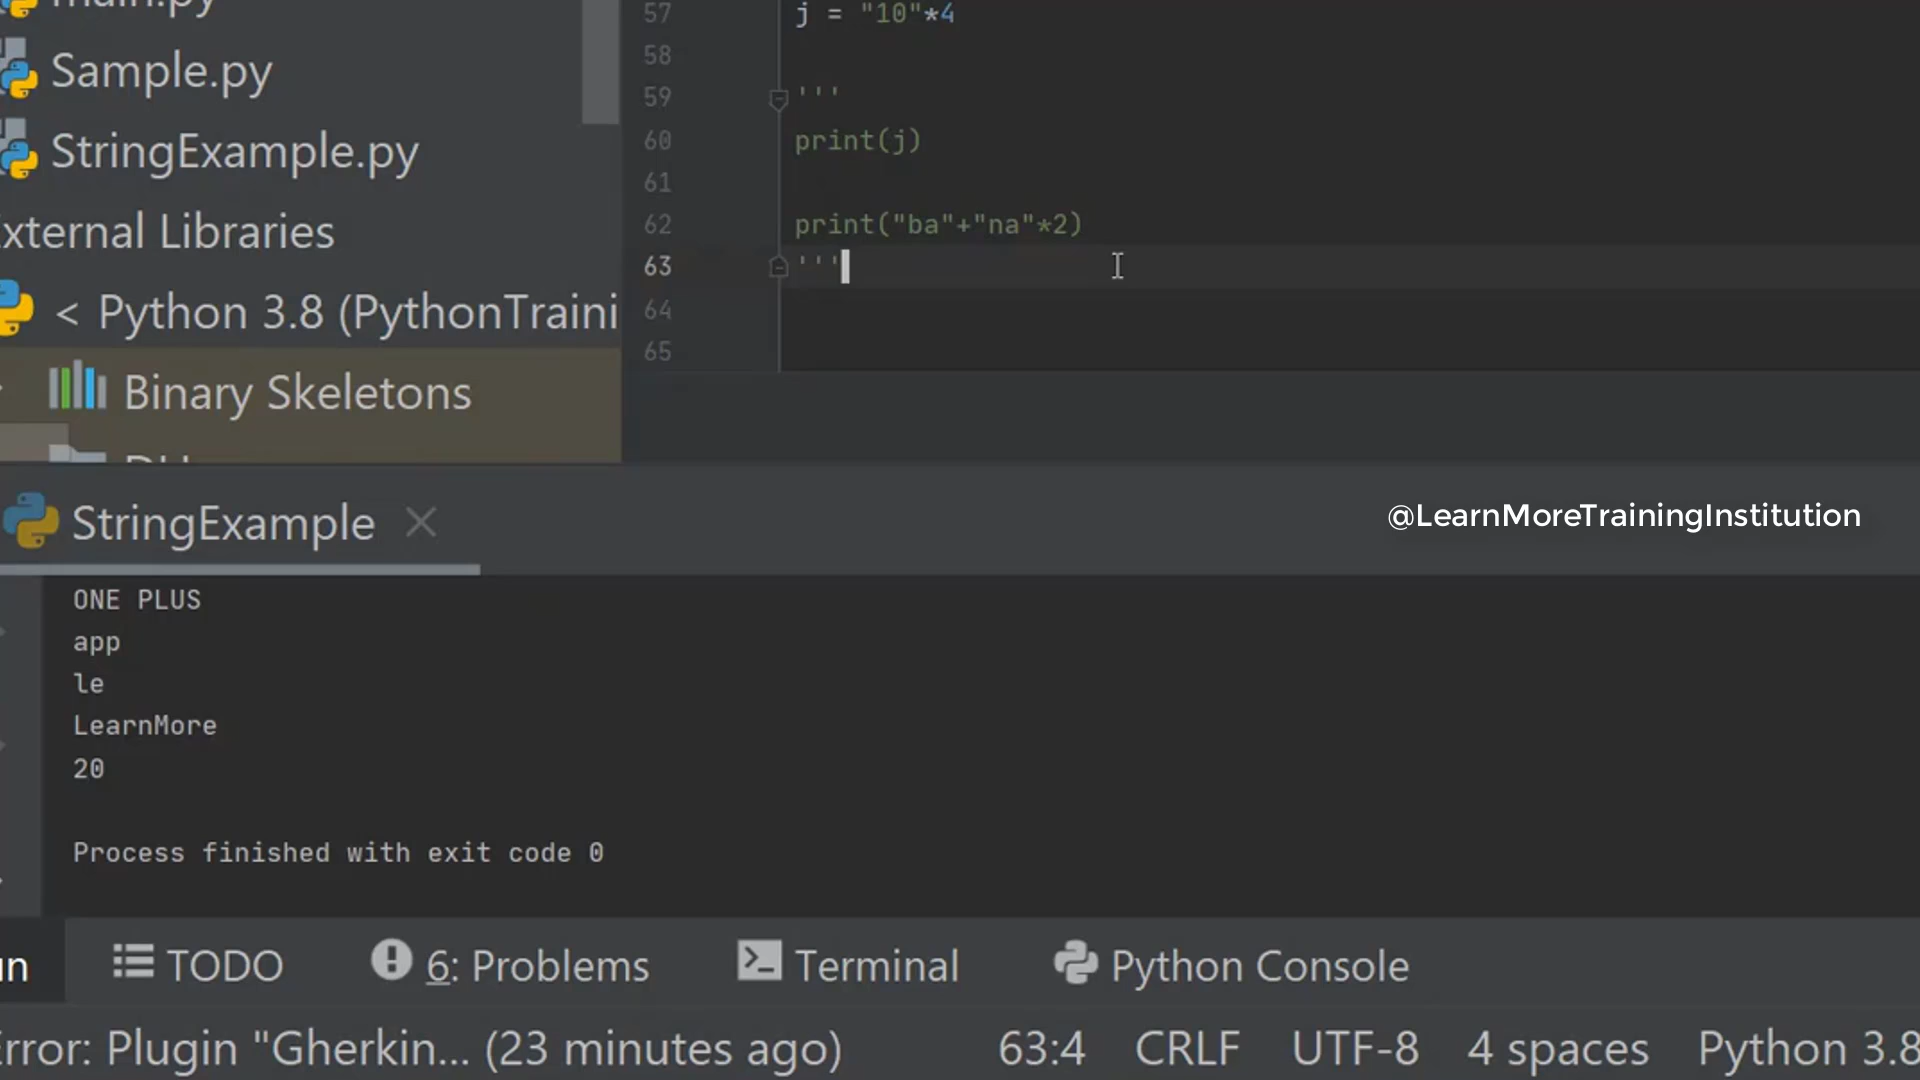 main.py
Sample.py
StringExample.py
xternal Libraries
< Python 3.8 (PythonTraini
Binary Skeletons
57 j = "10"*4
58
59 '''
60 print(j)
61
62 print("ba"+"na"*2)
63 '''
64
65
StringExample
@LearnMoreTrainingInstitution
ONE PLUS
app
le
LearnMore
20
Process finished with exit code 0
un TODO 6: Problems Terminal Python Console
rror: Plugin "Gherkin... (23 minutes ago) 63:4 CRLF UTF-8 4 spaces Python 3.8